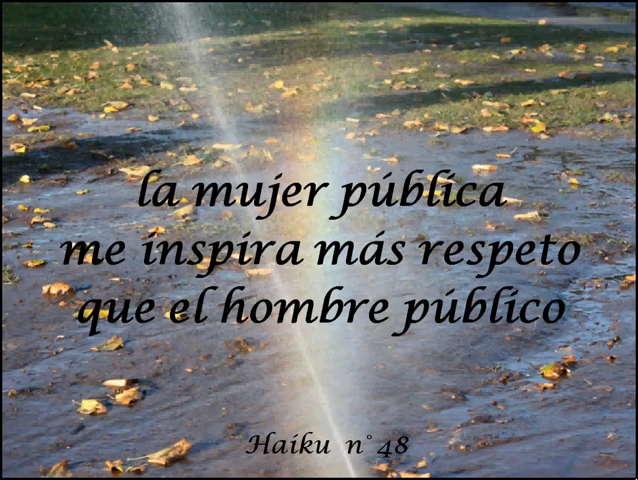 la mujer pública
me inspira más respeto
que el hombre público
Haiku n° 48